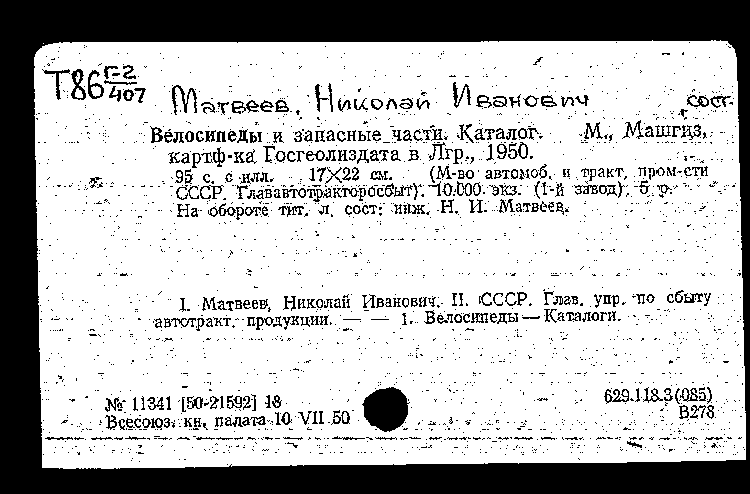 Т86 Г-2/407
Матвеев, Николай Иванович сост.
Велосипеды и запасные части. Каталог. М., Машгиз,
картф-ка Госгеолиздата в Лгр., 1950.
95 с. с илл. 17X22 см. (М-во автомоб. и тракт. пром-сти
СССР. Глававтотракторосбыт). 10.000 экз. (1-й завод). 5 р.
На обороте тит. л. сост: инж. Н. И. Матвеев.
I. Матвеев, Николай Иванович. II. СССР. Глав. упр. по сбыту
автотракт. продукции. — — 1. Велосипеды — Каталоги.
№ 11341 [50-21592] 18
629.118.3(085)
Всесоюз. кн. палата 10 VII 50
В278